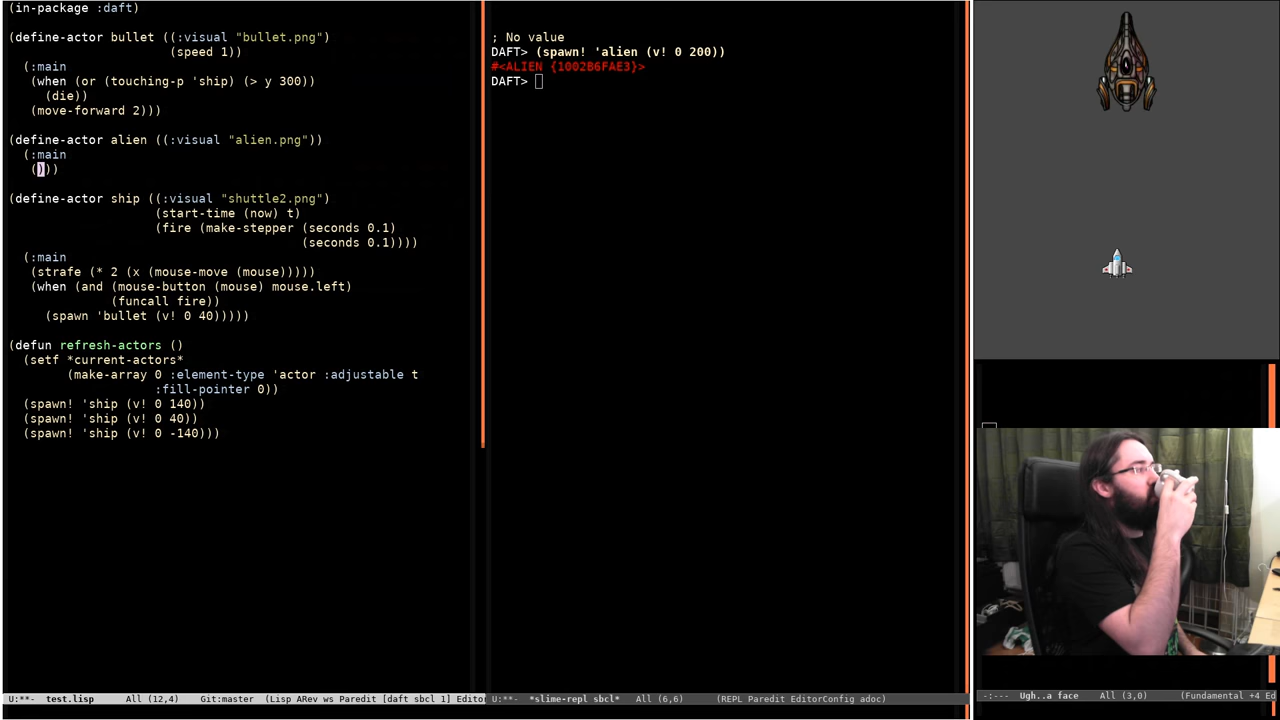 (in-package :daft)
(define-actor bullet ((:visual "bullet.png")
(speed 1))
(:main
(when (or (touching-p 'ship) (> y 300))
(die))
(move-forward 2)))
(define-actor alien ((:visual "alien.png"))
(:main
()))
(define-actor ship ((:visual "shuttle2.png")
(start-time (now) t)
(fire (make-stepper (seconds 0.1)
(seconds 0.1))))
(:main
(strafe (* 2 (x (mouse-move (mouse)))))
(when (and (mouse-button (mouse) mouse.left)
(funcall fire))
(spawn 'bullet (v! 0 40)))))
(defun refresh-actors ()
(setf *current-actors*
(make-array 0 :element-type 'actor :adjustable t
:fill-pointer 0))
(spawn! 'ship (v! 0 140))
(spawn! 'ship (v! 0 40))
(spawn! 'ship (v! 0 -140)))
U:**- test.lisp All (12,4) Git:master (Lisp ARev ws Paredit [daft sbcl 1] Editor
; No value
DAFT> (spawn! 'alien (v! 0 200))
#<ALIEN {1002B6FAE3}>
DAFT>
U:**- *slime-repl sbcl* All (6,6) (REPL Paredit EditorConfig adoc)
-:--- Ugh..a face All (3,0) (Fundamental +4 Ed